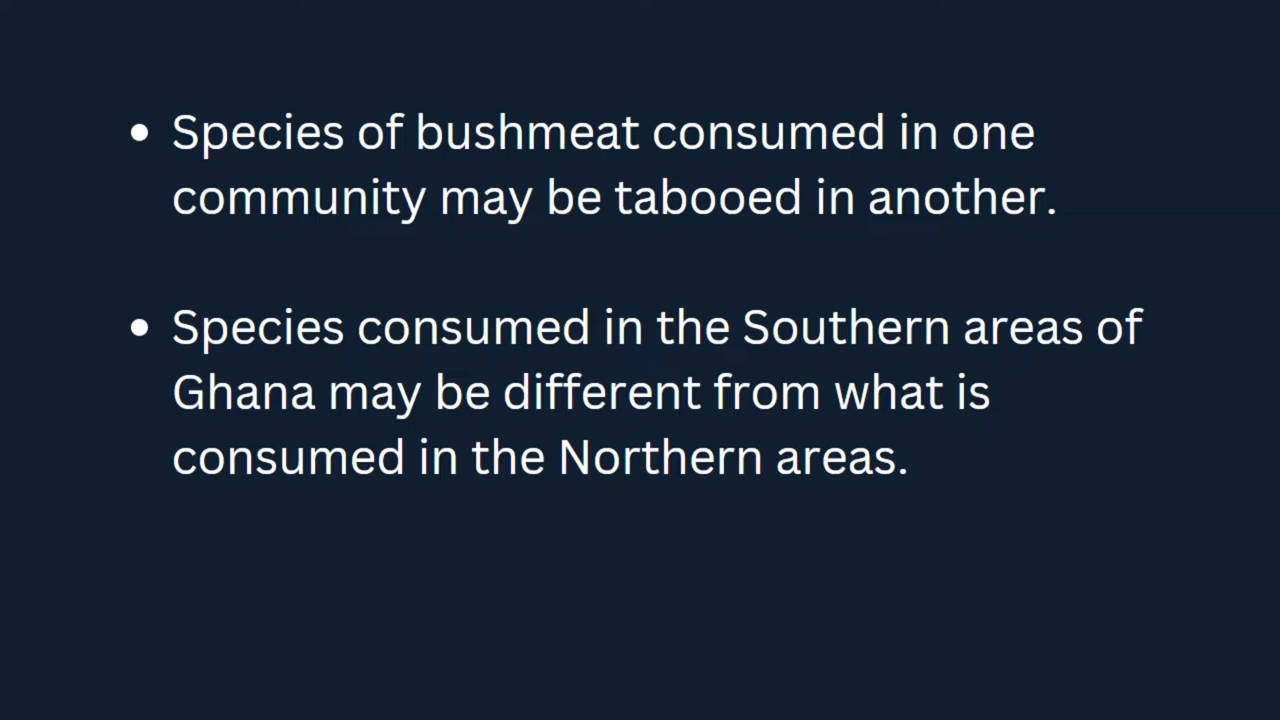 • Species of bushmeat consumed in one
community may be tabooed in another.
• Species consumed in the Southern areas of
Ghana may be different from what is
consumed in the Northern areas.